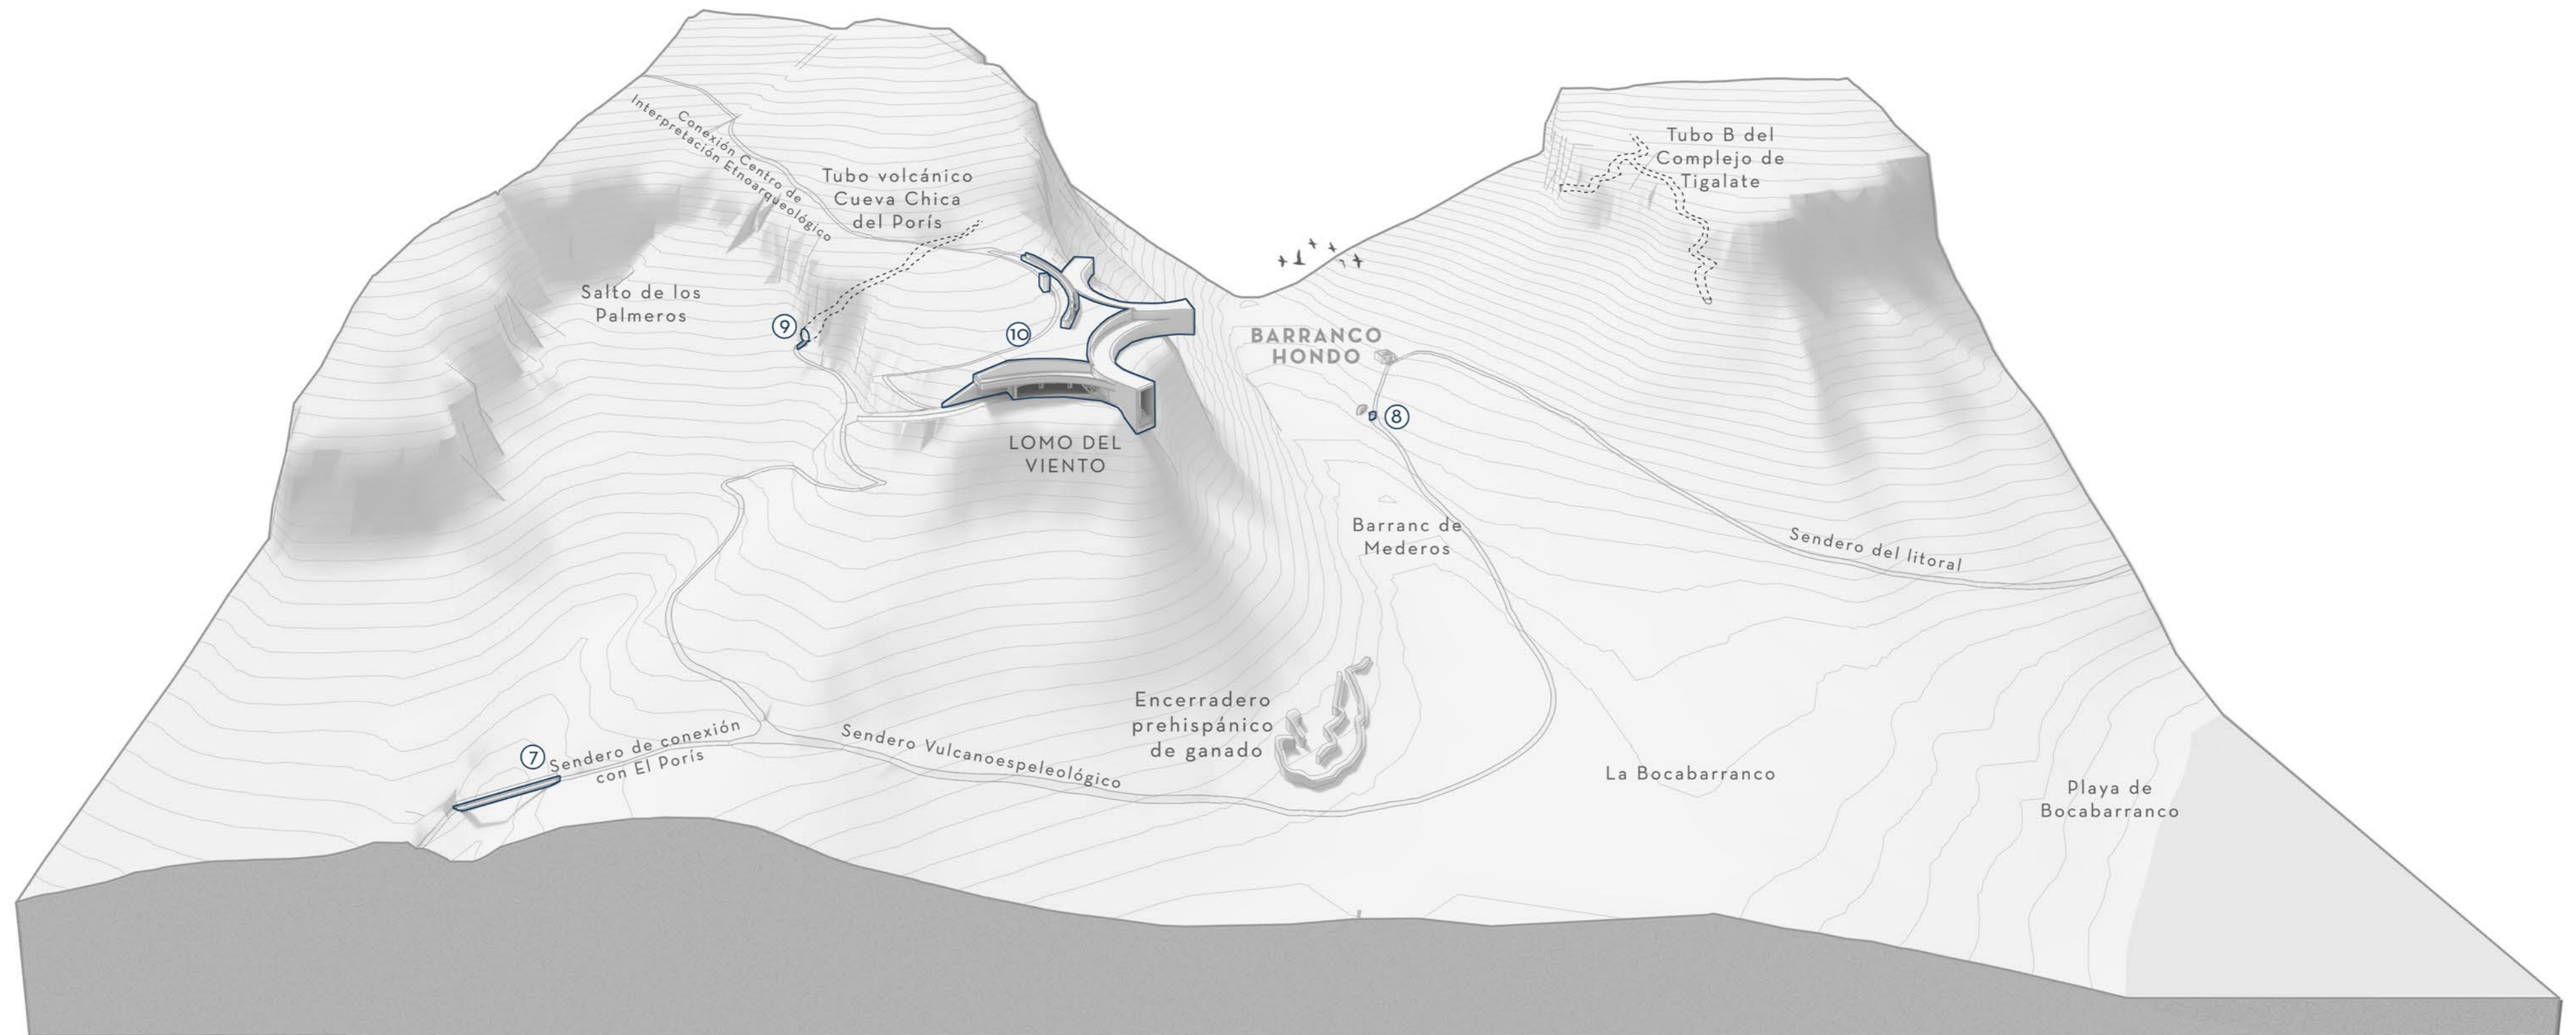 Conexión Centro de
Interpretación Etnoarqueológico
Tubo volcánico
Cueva Chica
del Porís
Tubo B del
Complejo de
Tigalate
Salto de los
Palmeros
9
10
BARRANCO
HONDO
8
LOMO DEL
VIENTO
Barranc de
Mederos
Sendero del litoral
Encerradero
prehispánico
de ganado
7
Sendero de conexión
con El Porís
Sendero Vulcanoespeleológico
La Bocabarranco
Playa de
Bocabarranco